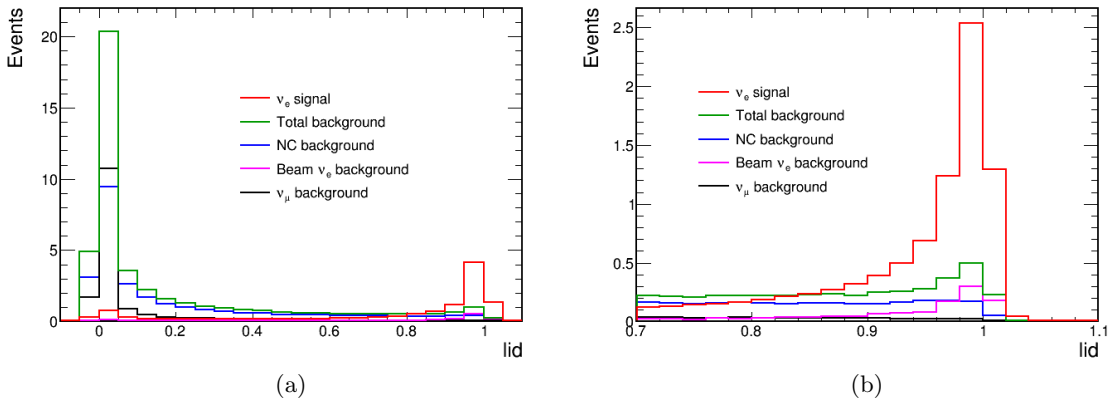 Events
20
15
10
5
0
0
0.2
0.4
0.6
0.8
1
lid
ν_e signal
Total background
NC background
Beam ν_e background
ν_μ background
(a)
Events
2.5
2
1.5
1
0.5
0
0.7
0.8
0.9
1
1.1
lid
ν_e signal
Total background
NC background
Beam ν_e background
ν_μ background
(b)